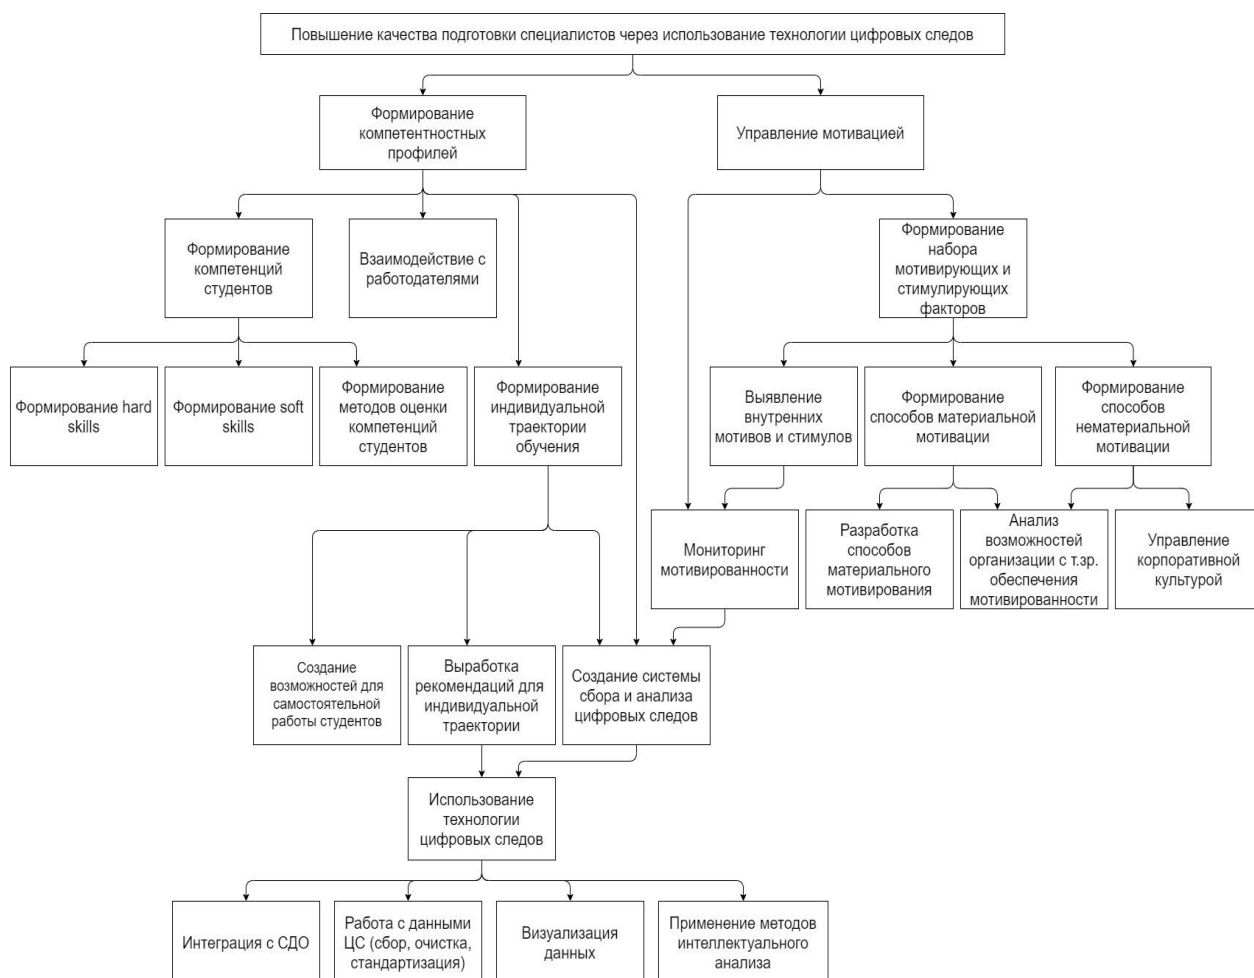 Повышение качества подготовки специалистов через использование технологии цифровых следов
Формирование
компетентностных
профилей
Управление мотивацией
Формирование
компетенций
студентов
Взаимодействие с
работодателями
Формирование
набора
мотивирующих и
стимулирующих
факторов
Формирование hard
skills
Формирование soft
skills
Формирование
методов оценки
компетенций
студентов
Формирование
индивидуальной
траектории
обучения
Выявление
внутренних
мотивов и стимулов
Формирование
способов материальной
мотивации
Формирование
способов
нематериальной
мотивации
Мониторинг
мотивированности
Разработка
способов
материального
мотивирования
Анализ
возможностей
организации с т.зр.
обеспечения
мотивированности
Управление
корпоративной
культурой
Создание
возможностей для
самостоятельной
работы студентов
Выработка
рекомендаций для
индивидуальной
траектории
Создание системы
сбора и анализа
цифровых следов
Использование
технологии
цифровых следов
Интеграция с СДО
Работа с данными
ЦС (сбор, очистка,
стандартизация)
Визуализация
данных
Применение методов
интеллектуального
анализа